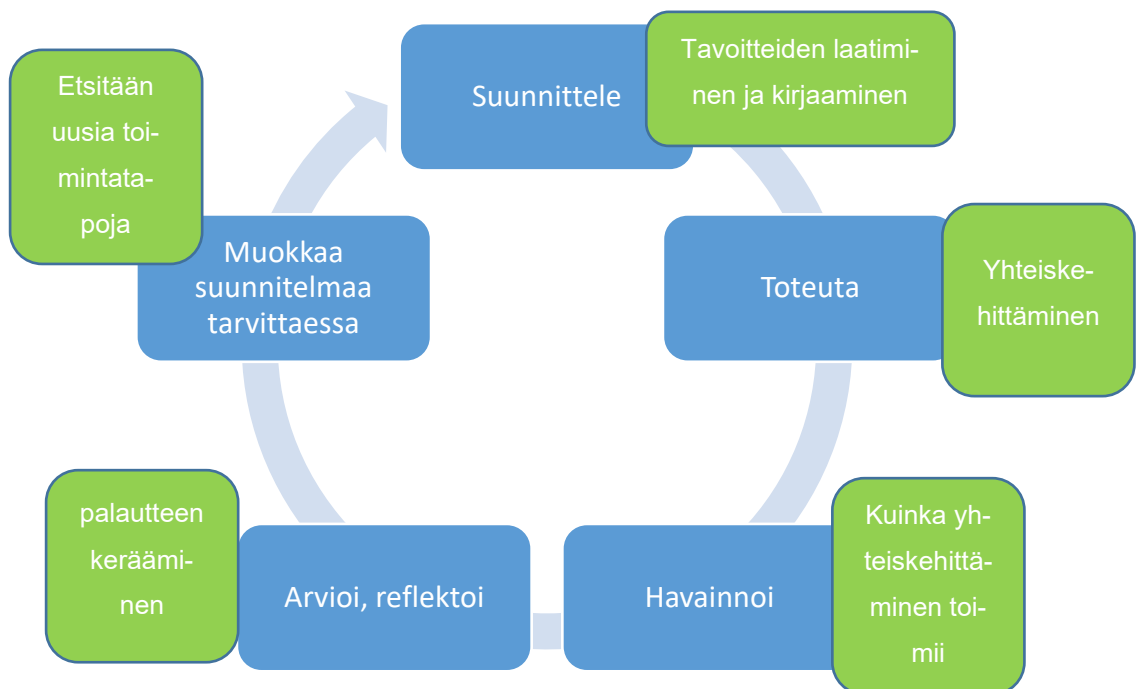 Suunnittele
Tavoitteiden laatimi-
nen ja kirjaaminen
Toteuta
Yhteiske-
hittäminen
Havainnoi
Kuinka yh-
teiskehittä-
minen toi-
mii
Arvioi, reflektoi
palautteen
keräämi-
nen
Muokkaa
suunnitelmaa
tarvittaessa
Etsitään
uusia toi-
mintata-
poja